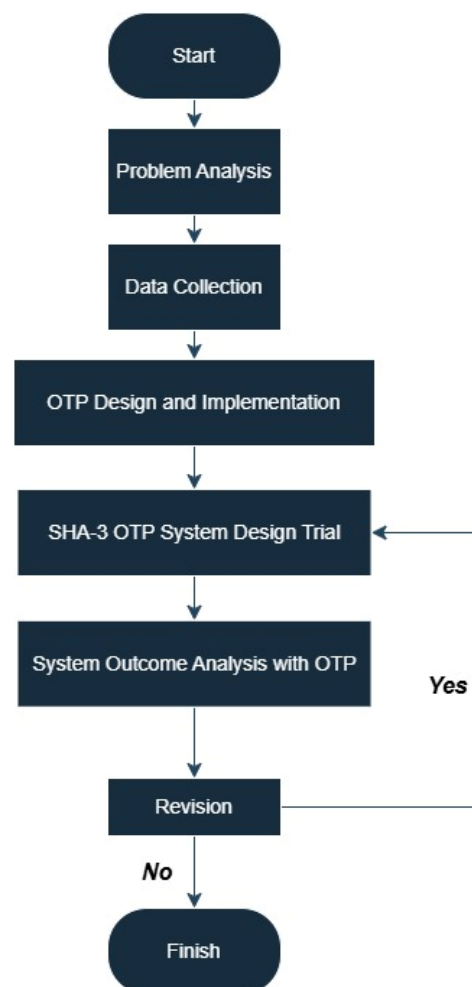 Start
Problem Analysis
Data Collection
OTP Design and Implementation
SHA-3 OTP System Design Trial
System Outcome Analysis with OTP
Yes
Revision
No
Finish